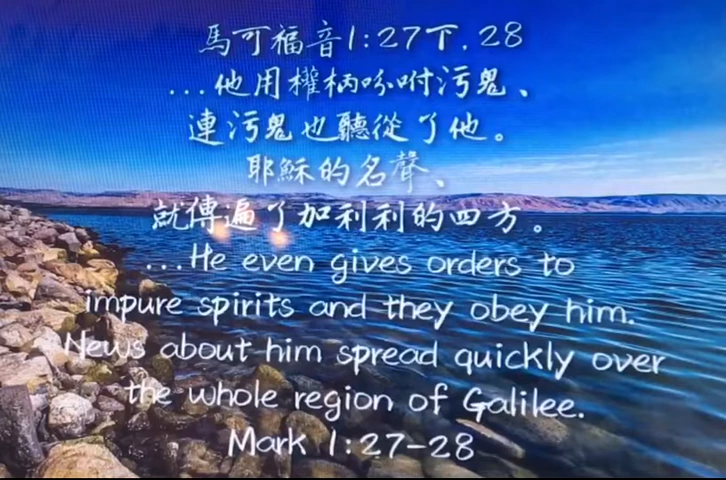 馬可福音1:27下, 28
...他用權柄吩咐污鬼、
連污鬼也聽從了他。
耶穌的名聲、
就傳遍了加利利的四方。
...He even gives orders to
impure spirits and they obey him.
News about him spread quickly over
the whole region of Galilee.
Mark 1:27-28